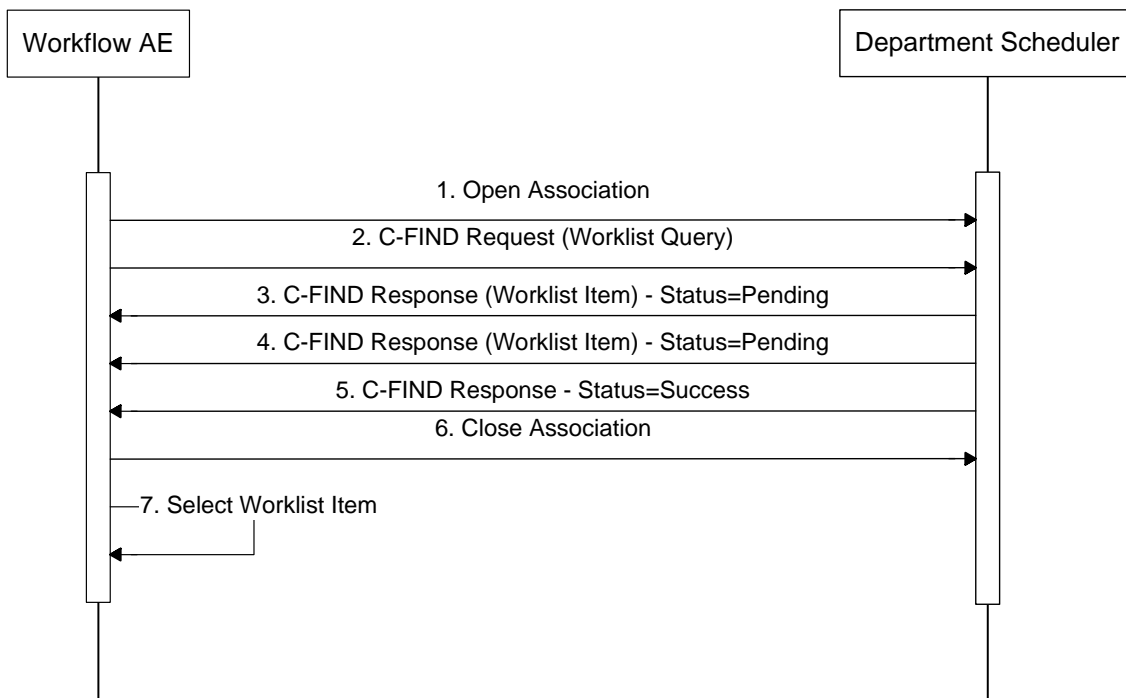 Workflow AE
Department Scheduler
1. Open Association
2. C-FIND Request (Worklist Query)
3. C-FIND Response (Worklist Item) - Status=Pending
4. C-FIND Response (Worklist Item) - Status=Pending
5. C-FIND Response - Status=Success
6. Close Association
7. Select Worklist Item